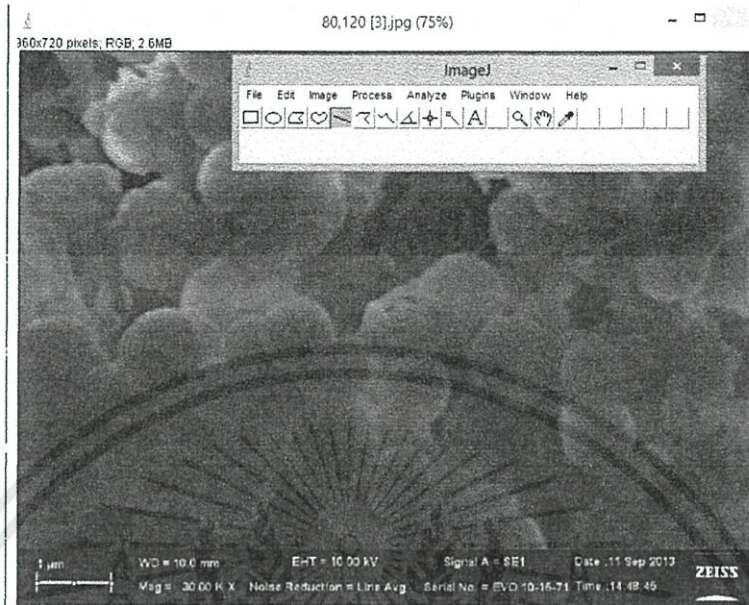 80,120 [3].jpg (75%)
960x720 pixels; RGB; 2.6MB
ImageJ
File Edit Image Process Analyze Plugins Window Help
A
1 µm
WD = 10.0 mm EHT = 10.00 kV Signal A = SE1 Date :11 Sep 2013
Mag = 30.00 K X Noise Reduction = Line Avg Serial No. = EVO 10-16-71 Time :14:48:45
ZEISS